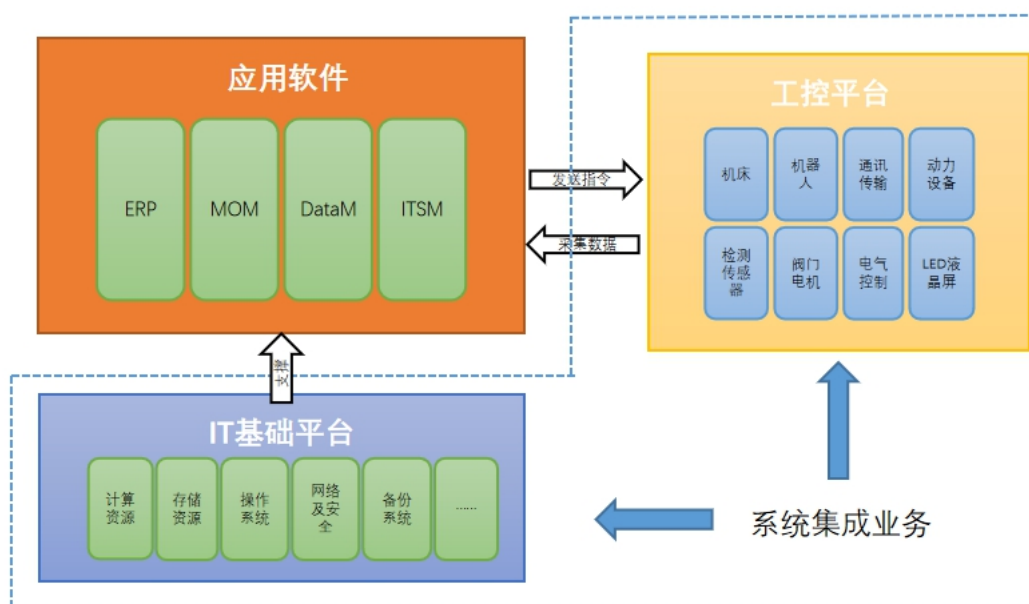 应用软件
ERP
MOM
DataM
ITSM
发送指令
采集数据
工控平台
机床
机器
人
通讯
传输
动力
设备
检测
传感
器
阀门
电机
电气
控制
LED液
晶屏
支撑
IT基础平台
计算
资源
存储
资源
操作
系统
网络
及安
全
备份
系统
……
系统集成业务